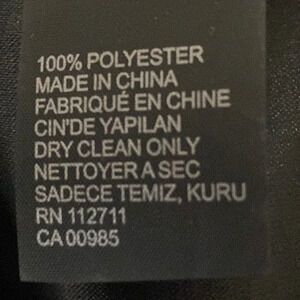 100% POLYESTER
MADE IN CHINA
FABRIQUÉ EN CHINE
CIN'DE YAPILAN
DRY CLEAN ONLY
NETTOYER A SEC
SADECE TEMIZ, KURU
RN 112711
CA 00985